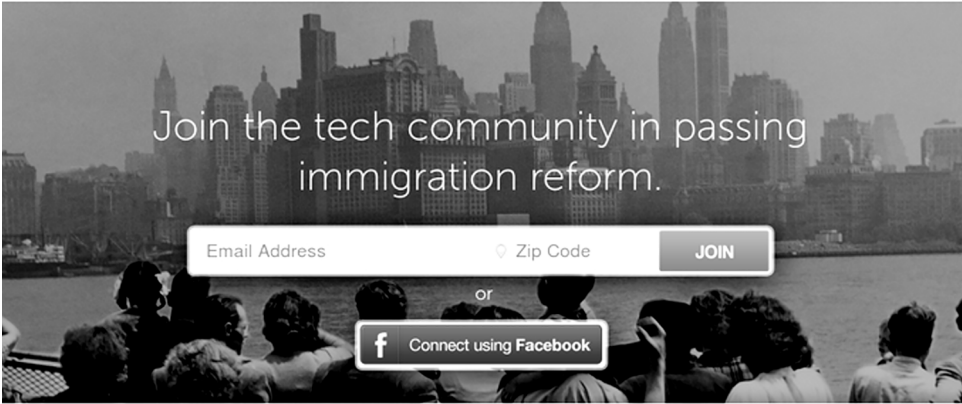 Join the tech community in passing
immigration reform.
Email Address Zip Code JOIN
or
f Connect using Facebook